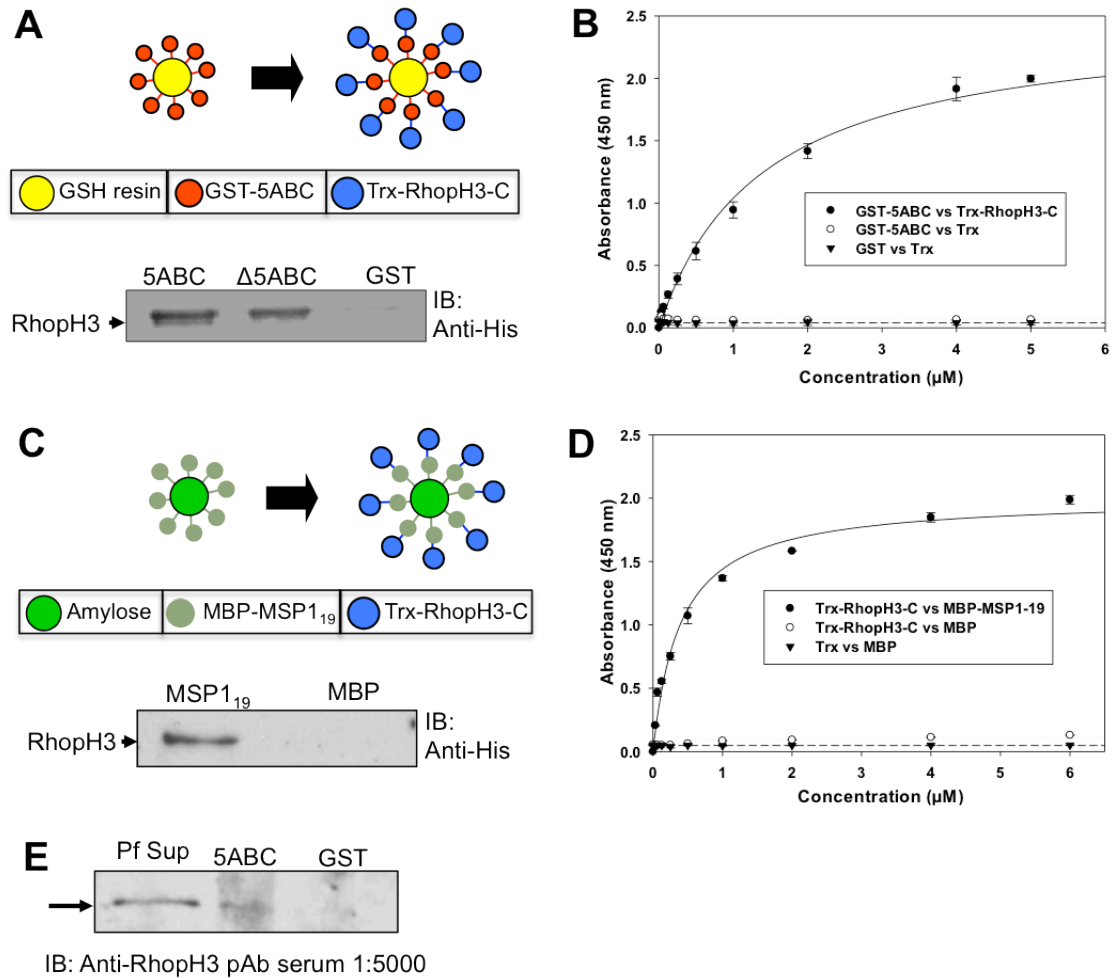 A
GSH resin GST-5ABC Trx-RhopH3-C
5ABC Δ5ABC GST
RhopH3
IB:
Anti-His
B
Absorbance (450 nm)
2.5
2.0
1.5
1.0
0.5
0.0
GST-5ABC vs Trx-RhopH3-C
GST-5ABC vs Trx
GST vs Trx
0 1 2 3 4 5 6
Concentration (µM)
C
Amylose MBP-MSP1₁₉ Trx-RhopH3-C
MSP1₁₉ MBP
RhopH3
IB:
Anti-His
D
Absorbance (450 nm)
2.5
2.0
1.5
1.0
0.5
0.0
Trx-RhopH3-C vs MBP-MSP1-19
Trx-RhopH3-C vs MBP
Trx vs MBP
0 1 2 3 4 5 6
Concentration (µM)
E
Pf Sup 5ABC GST
IB: Anti-RhopH3 pAb serum 1:5000